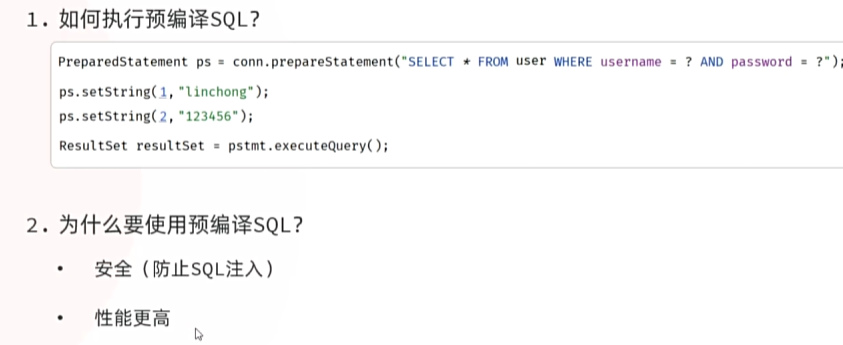 1. 如何执行预编译SQL?
PreparedStatement ps = conn.prepareStatement("SELECT * FROM user WHERE username = ? AND password = ?");
ps.setString(1,"linchong");
ps.setString(2,"123456");
ResultSet resultSet = pstmt.executeQuery();
2. 为什么要使用预编译SQL?
• 安全（防止SQL注入）
• 性能更高